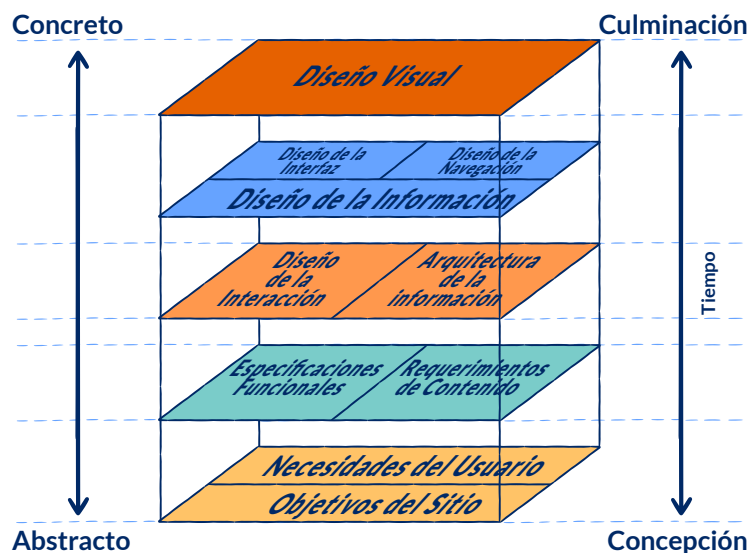 Concreto
Culminación
Diseño Visual
Diseño de la
Interfaz
Diseño de la
Navegación
Diseño de la Información
Diseño
de la
Interacción
Arquitectura
de la
información
Tiempo
Especificaciones
Funcionales
Requerimientos
de Contenido
Necesidades del Usuario
Objetivos del Sitio
Abstracto
Concepción